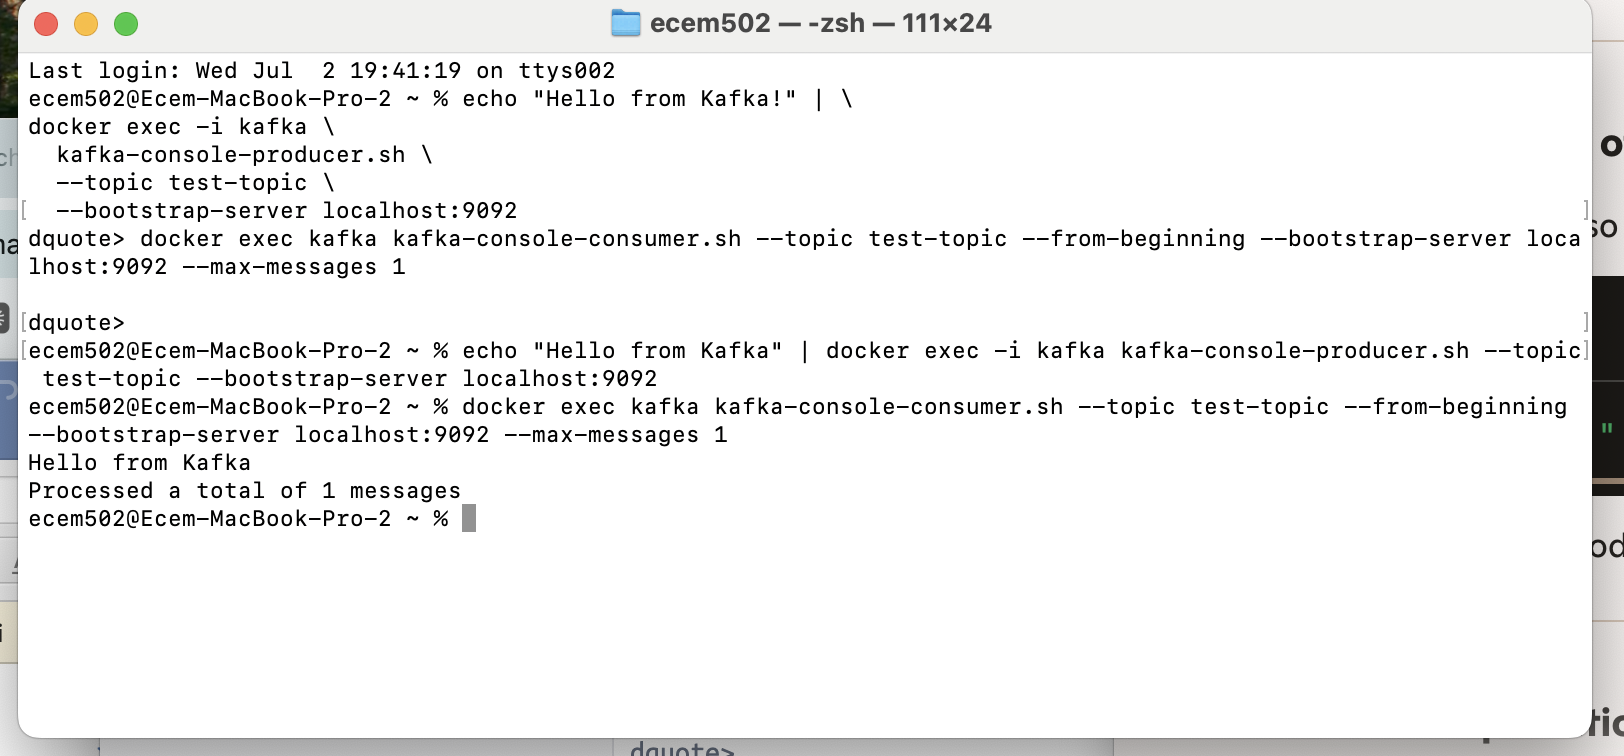 ecem502 — -zsh — 111×24
Last login: Wed Jul  2 19:41:19 on ttys002
ecem502@Ecem-MacBook-Pro-2 ~ % echo "Hello from Kafka!" | \
docker exec -i kafka \
  kafka-console-producer.sh \
  --topic test-topic \
[  --bootstrap-server localhost:9092 ]
dquote> docker exec kafka kafka-console-consumer.sh --topic test-topic --from-beginning --bootstrap-server loca
lhost:9092 --max-messages 1
[dquote> ]
[ecem502@Ecem-MacBook-Pro-2 ~ % echo "Hello from Kafka" | docker exec -i kafka kafka-console-producer.sh --topic]
 test-topic --bootstrap-server localhost:9092
ecem502@Ecem-MacBook-Pro-2 ~ % docker exec kafka kafka-console-consumer.sh --topic test-topic --from-beginning
--bootstrap-server localhost:9092 --max-messages 1
Hello from Kafka
Processed a total of 1 messages
ecem502@Ecem-MacBook-Pro-2 ~ %
dquote>